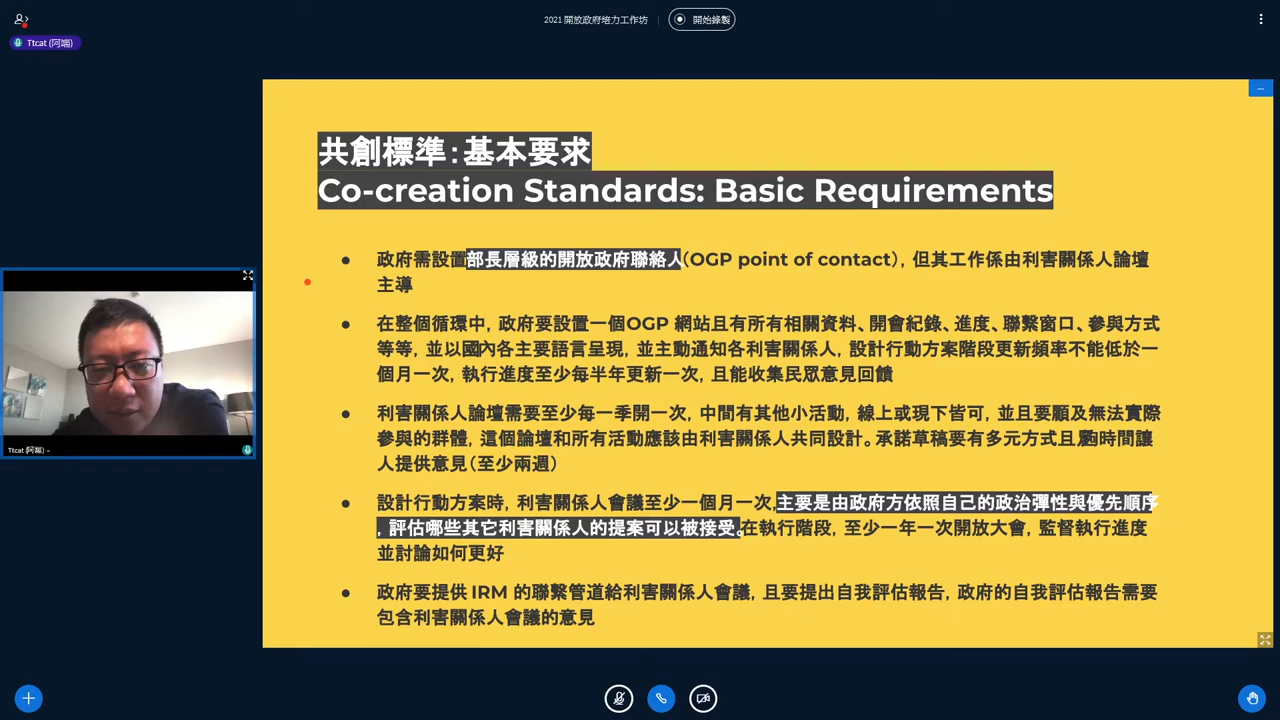 2021 開放政府培力工作坊
開始錄製
Ttcat (阿端)
共創標準：基本要求
Co-creation Standards: Basic Requirements
● 政府需設置部長層級的開放政府聯絡人（OGP point of contact），但其工作係由利害關係人論壇
主導
● 在整個循環中，政府要設置一個OGP 網站且有所有相關資料、開會紀錄、進度、聯繫窗口、參與方式
等等，並以國內各主要語言呈現，並主動通知各利害關係人，設計行動方案階段更新頻率不能低於一
個月一次，執行進度至少每半年更新一次，且能收集民眾意見回饋
● 利害關係人論壇需要至少每一季開一次，中間有其他小活動，線上或現下皆可，並且要顧及無法實際
參與的群體，這個論壇和所有活動應該由利害關係人共同設計。承諾草稿要有多元方式且夠時間讓
人提供意見（至少兩週）
● 設計行動方案時，利害關係人會議至少一個月一次，主要是由政府方依照自己的政治彈性與優先順序
，評估哪些其它利害關係人的提案可以被接受。在執行階段，至少一年一次開放大會，監督執行進度
並討論如何更好
● 政府要提供 IRM 的聯繫管道給利害關係人會議，且要提出自我評估報告，政府的自我評估報告需要
包含利害關係人會議的意見
Ttcat (阿端)